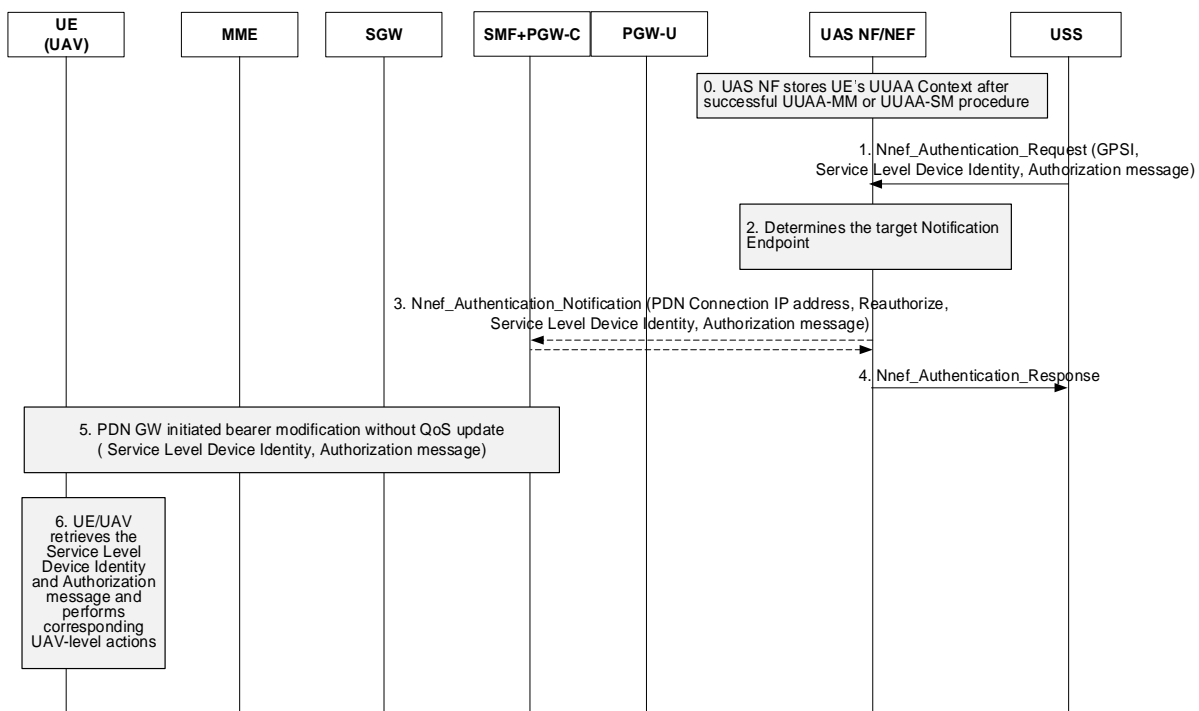 UE
(UAV)
MME
SGW
SMF+PGW-C
PGW-U
UAS NF/NEF
USS
0. UAS NF stores UE's UUAA Context after
successful UUAA-MM or UUAA-SM procedure
1. Nnef_Authentication_Request (GPSI,
Service Level Device Identity, Authorization message)
2. Determines the target Notification
Endpoint
3. Nnef_Authentication_Notification (PDN Connection IP address, Reauthorize,
Service Level Device Identity, Authorization message)
4. Nnef_Authentication_Response
5. PDN GW initiated bearer modification without QoS update
( Service Level Device Identity, Authorization message)
6. UE/UAV
retrieves the
Service Level
Device Identity
and Authorization
message and
performs
corresponding
UAV-level actions